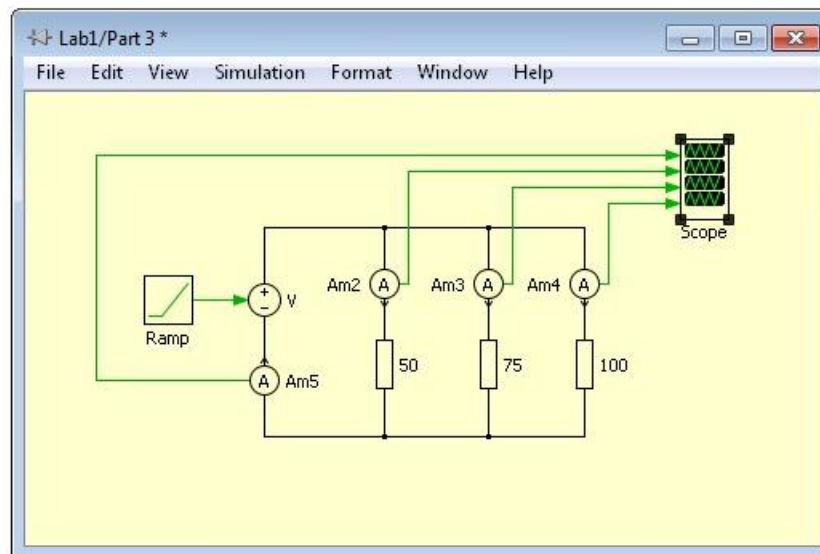 Lab1/Part 3 *
File Edit View Simulation Format Window Help
Scope
Am2 A Am3 A Am4 A
Ramp
+
− V
50 75 100
A Am5